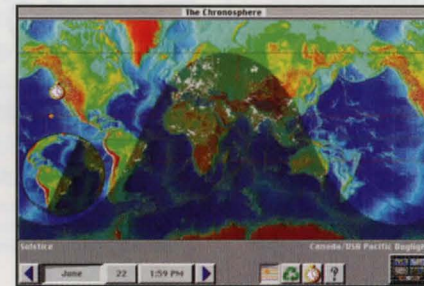 The Chronosphere
Solstice
Canada/USA Pacific Daylight
June 22 1:59 PM
?